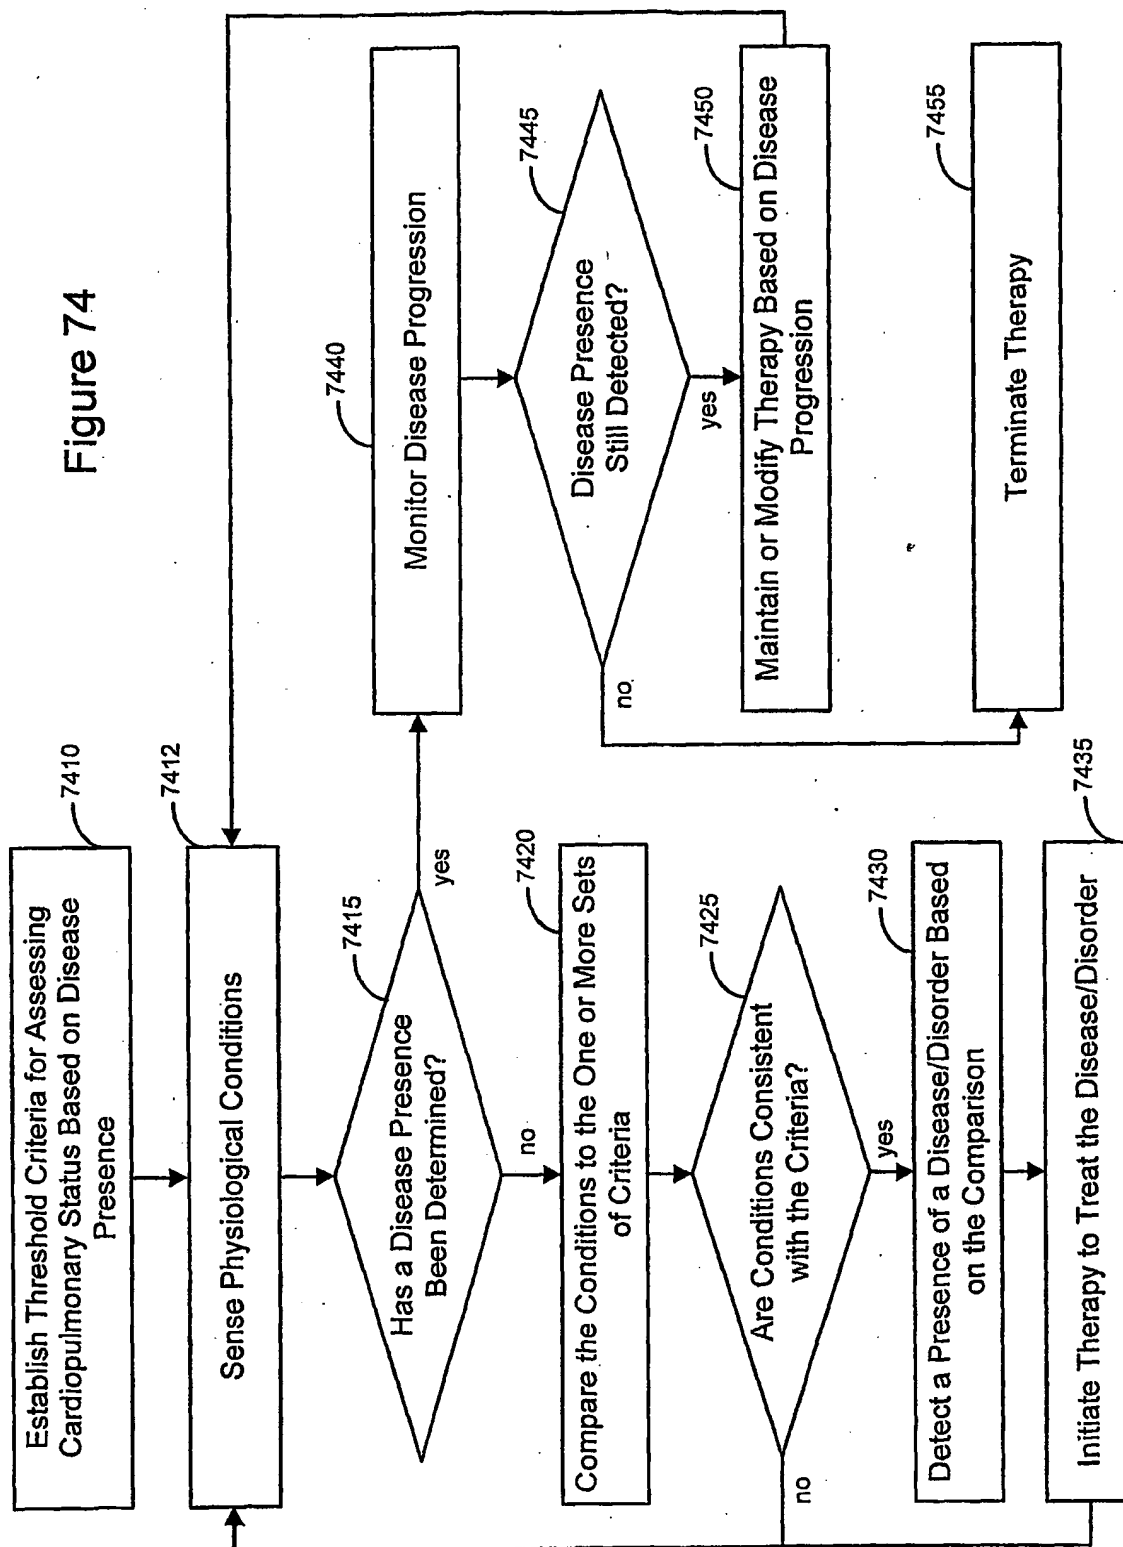 Figure 74
7410
Establish Threshold Criteria for Assessing
Cardiopulmonary Status Based on Disease
Presence
7412
Sense Physiological Conditions
7415
Has a Disease Presence
Been Determined?
yes
no
7420
Compare the Conditions to the One or More Sets
of Criteria
7425
Are Conditions Consistent
with the Criteria?
no
yes
7430
Detect a Presence of a Disease/Disorder Based
on the Comparison
7435
Initiate Therapy to Treat the Disease/Disorder
7440
Monitor Disease Progression
7445
Disease Presence
Still Detected?
no
yes
7450
Maintain or Modify Therapy Based on Disease
Progression
7455
Terminate Therapy